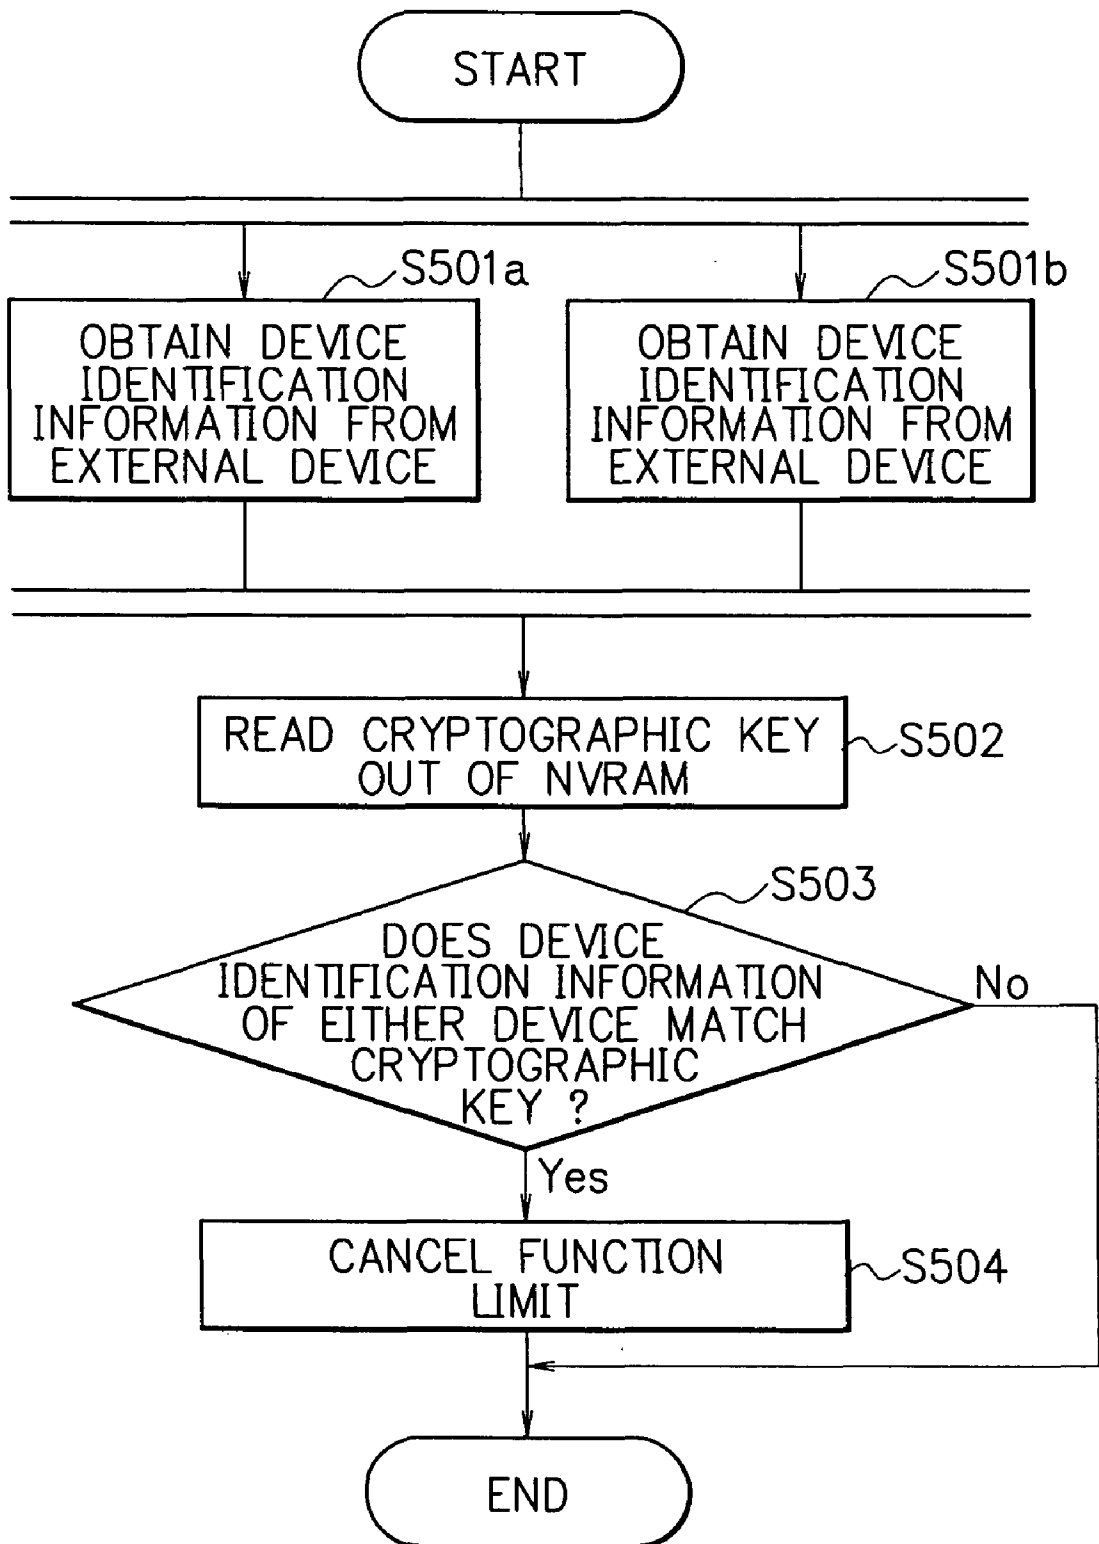 START
S501a
OBTAIN DEVICE
IDENTIFICATION
INFORMATION FROM
EXTERNAL DEVICE
S501b
OBTAIN DEVICE
IDENTIFICATION
INFORMATION FROM
EXTERNAL DEVICE
READ CRYPTOGRAPHIC KEY
OUT OF NVRAM
S502
S503
DOES DEVICE
IDENTIFICATION INFORMATION
OF EITHER DEVICE MATCH
CRYPTOGRAPHIC
KEY ?
No
Yes
CANCEL FUNCTION
LIMIT
S504
END